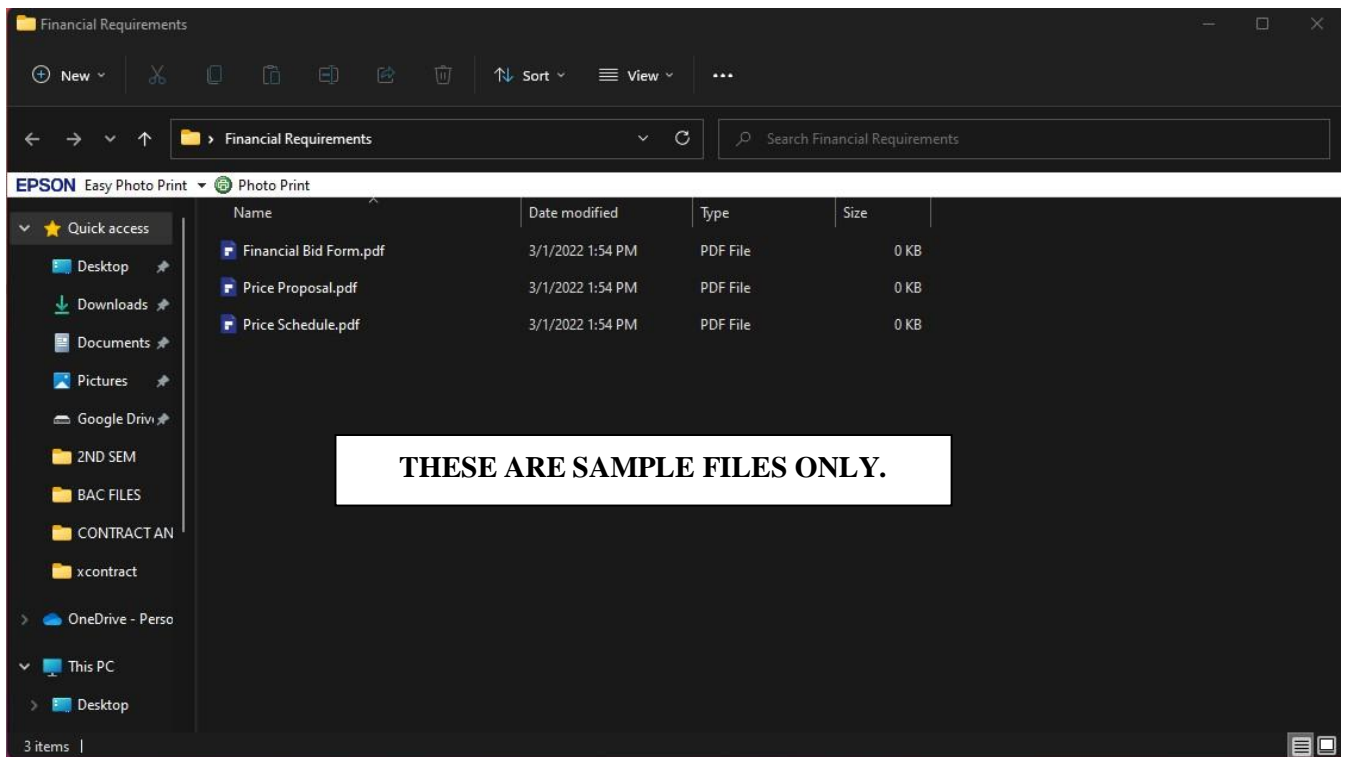 Financial Requirements
New
Sort
View
Financial Requirements
Search Financial Requirements
EPSON Easy Photo Print Photo Print
Name Date modified Type Size
Quick access
Financial Bid Form.pdf 3/1/2022 1:54 PM PDF File 0 KB
Desktop
Price Proposal.pdf 3/1/2022 1:54 PM PDF File 0 KB
Downloads
Price Schedule.pdf 3/1/2022 1:54 PM PDF File 0 KB
Documents
Pictures
Google Driv
2ND SEM
THESE ARE SAMPLE FILES ONLY.
BAC FILES
CONTRACT AN
xcontract
OneDrive - Perso
This PC
Desktop
3 items